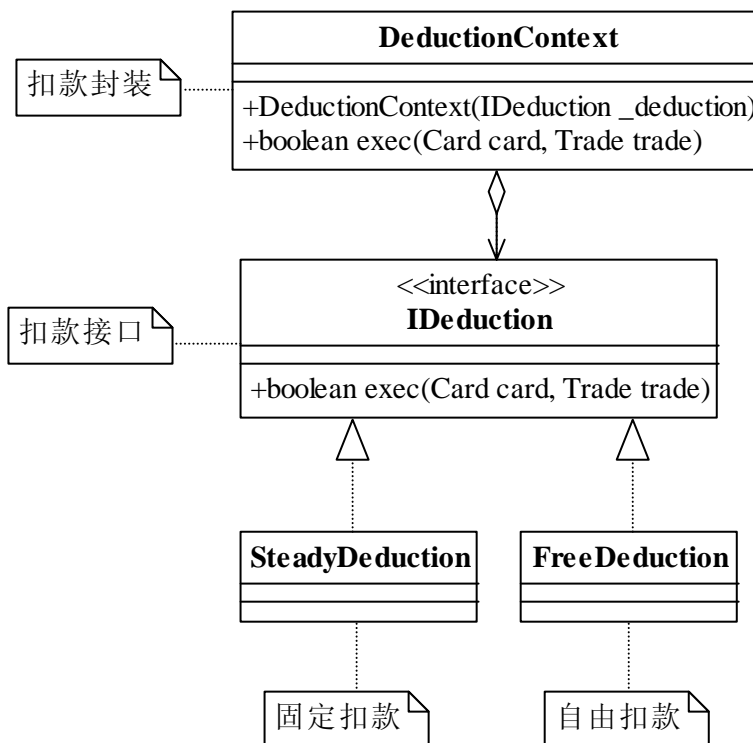 DeductionContext
扣款封装
+DeductionContext(IDeduction _deduction)
+boolean exec(Card card, Trade trade)
<<interface>>
IDeduction
扣款接口
+boolean exec(Card card, Trade trade)
SteadyDeduction
FreeDeduction
固定扣款
自由扣款